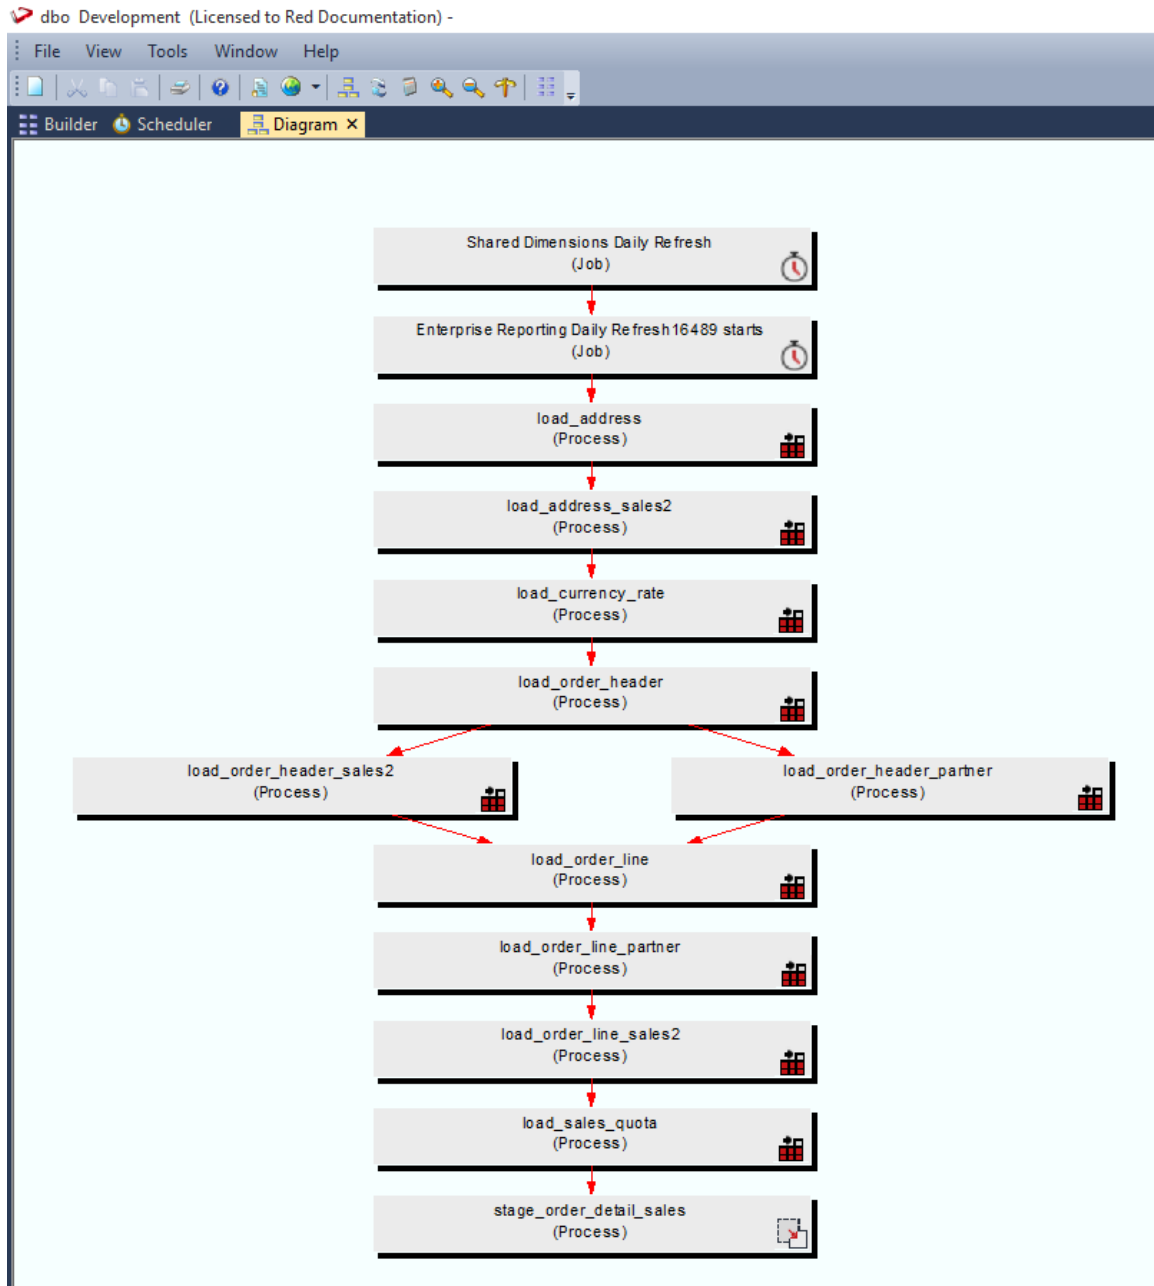 dbo Development (Licensed to Red Documentation) -
File View Tools Window Help
Builder Scheduler Diagram ×
Shared Dimensions Daily Refresh
(Job)
Enterprise Reporting Daily Refresh16489 starts
(Job)
load_address
(Process)
load_address_sales2
(Process)
load_currency_rate
(Process)
load_order_header
(Process)
load_order_header_sales2
(Process)
load_order_header_partner
(Process)
load_order_line
(Process)
load_order_line_partner
(Process)
load_order_line_sales2
(Process)
load_sales_quota
(Process)
stage_order_detail_sales
(Process)